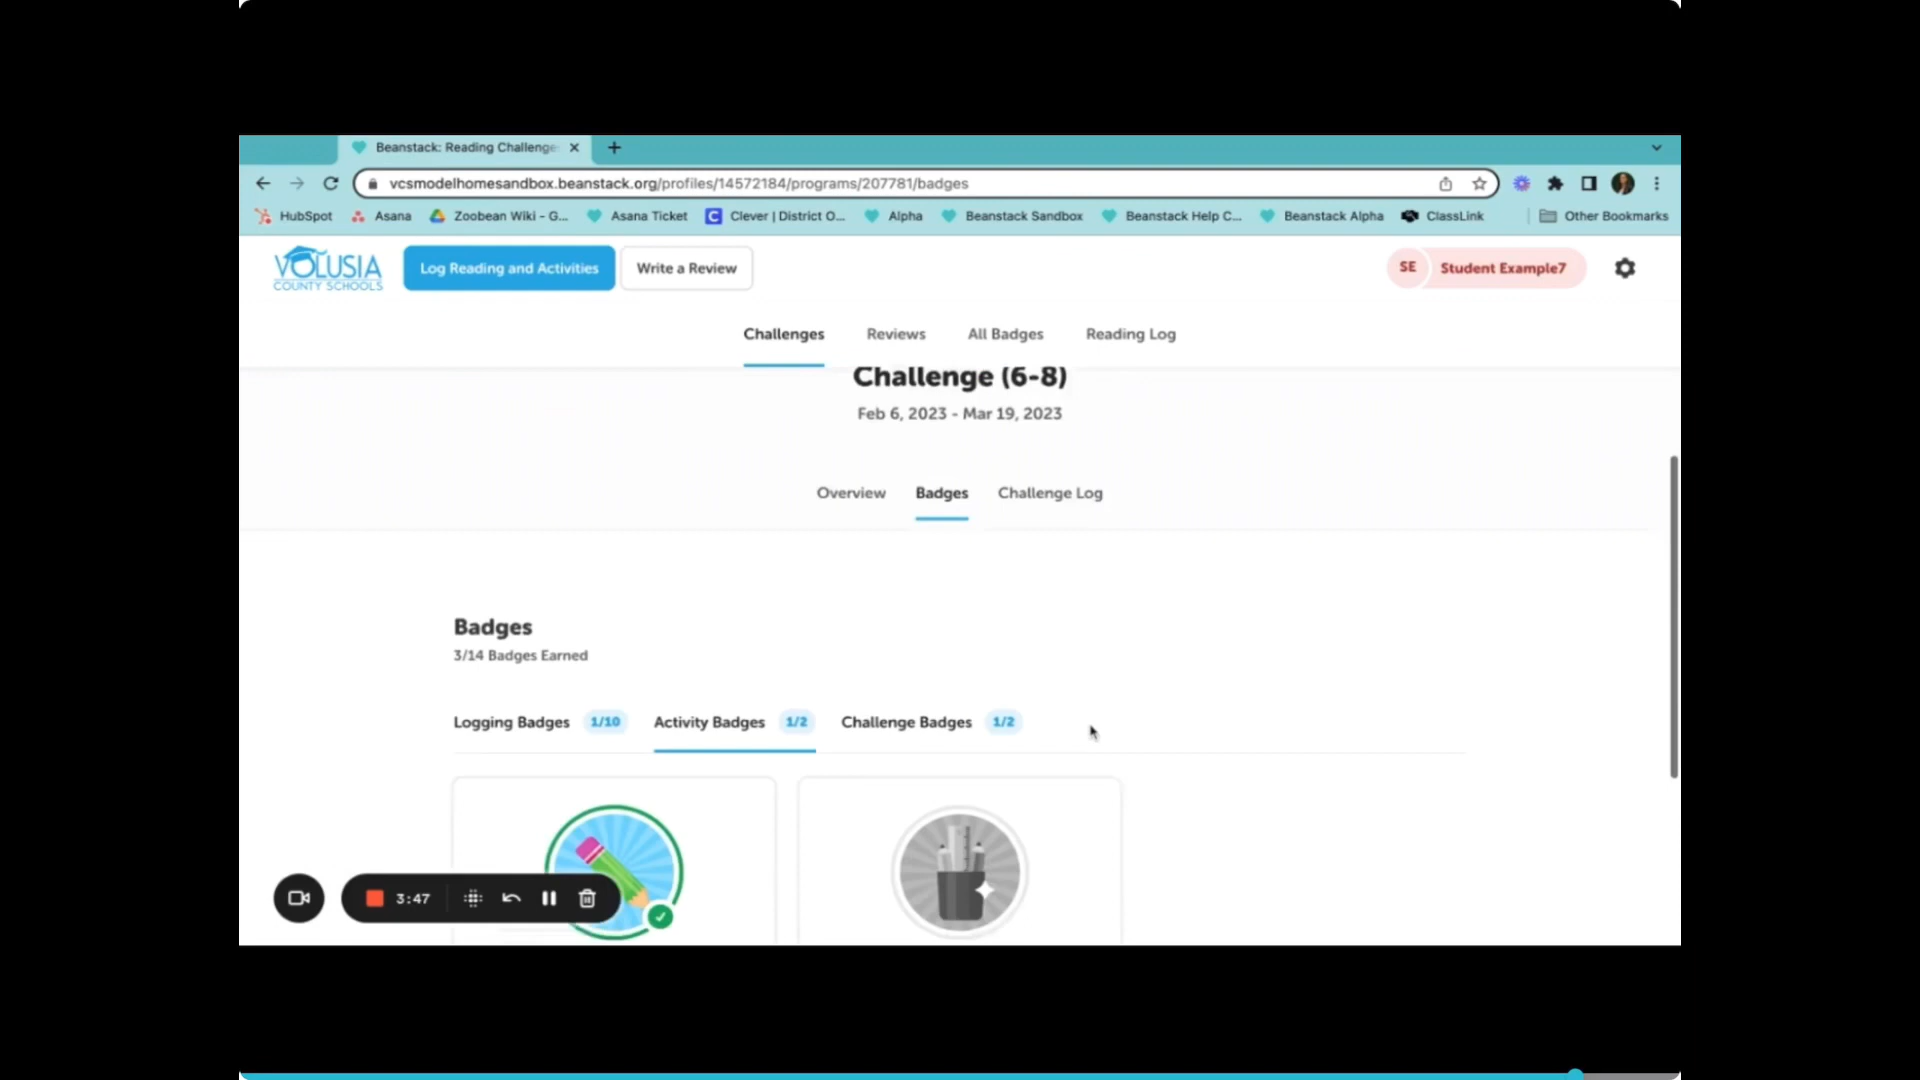 Beanstack: Reading Challenge
vcsmodelhomesandbox.beanstack.org/profiles/14572184/programs/207781/badges
HubSpot Asana Zoobean Wiki - G... Asana Ticket Clever | District O... Alpha Beanstack Sandbox Beanstack Help C... Beanstack Alpha ClassLink Other Bookmarks
VOLUSIA
COUNTY SCHOOLS
Log Reading and Activities Write a Review SE Student Example7
Challenges Reviews All Badges Reading Log
Challenge (6-8)
Feb 6, 2023 - Mar 19, 2023
Overview Badges Challenge Log
Badges
3/14 Badges Earned
Logging Badges 1/10 Activity Badges 1/2 Challenge Badges 1/2
3:47